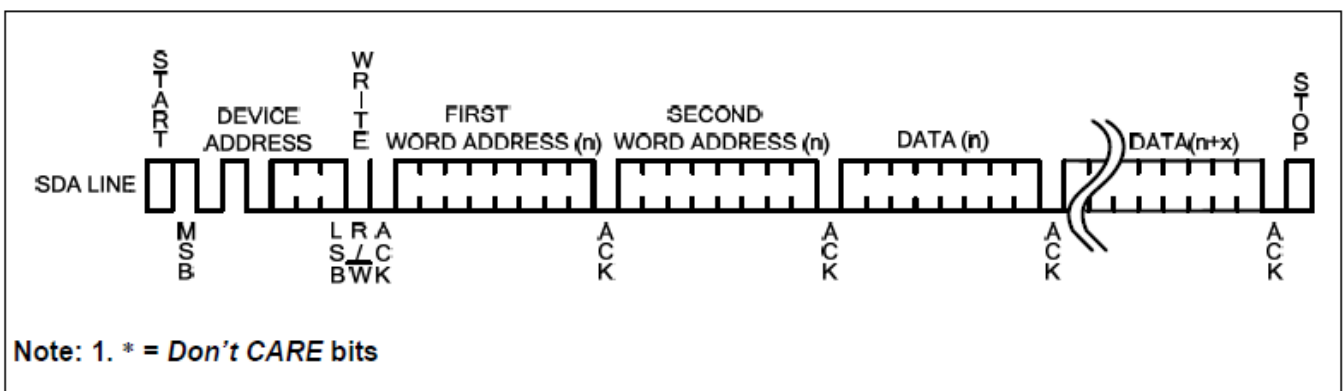 START
DEVICE ADDRESS
WRITE
FIRST WORD ADDRESS (n)
SECOND WORD ADDRESS (n)
DATA (n)
DATA(n+x)
STOP
SDA LINE
MSB
LSB
R/W
ACK
ACK
ACK
ACK
ACK
Note: 1. * = Don't CARE bits